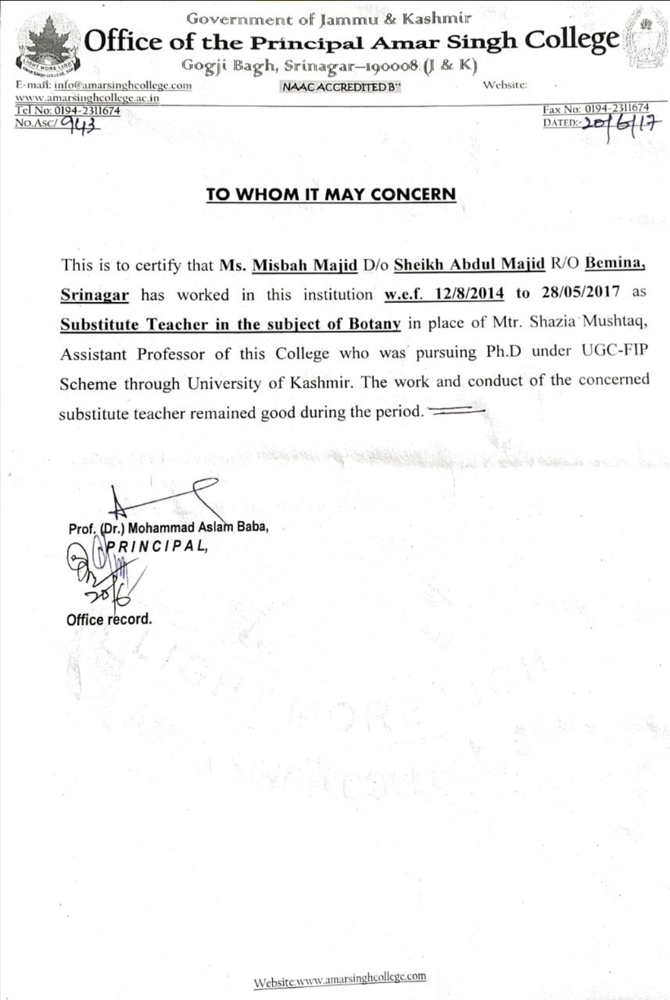 Government of Jammu & Kashmir
Office of the Principal Amar Singh College
Gogji Bagh, Srinagar–190008 (J & K)
LIGHT MORE LIGHT
AMAR SINGH COLLEGE, SGR
E-mail: info@amarsinghcollege.com
NAAC ACCREDITED B++
Website:
www.amarsinghcollege.ac.in
Tel No: 0194-2311674
Fax No: 0194-2311674
No.Asc/ 943
DATED:- 20/6/17
TO WHOM IT MAY CONCERN
This is to certify that Ms. Misbah Majid D/o Sheikh Abdul Majid R/O Bemina,
Srinagar has worked in this institution w.e.f. 12/8/2014 to 28/05/2017 as
Substitute Teacher in the subject of Botany in place of Mtr. Shazia Mushtaq,
Assistant Professor of this College who was pursuing Ph.D under UGC-FIP
Scheme through University of Kashmir. The work and conduct of the concerned
substitute teacher remained good during the period.
Prof. (Dr.) Mohammad Aslam Baba,
PRINCIPAL,
20/6
Office record.
Website:www.amarsinghcollege.com